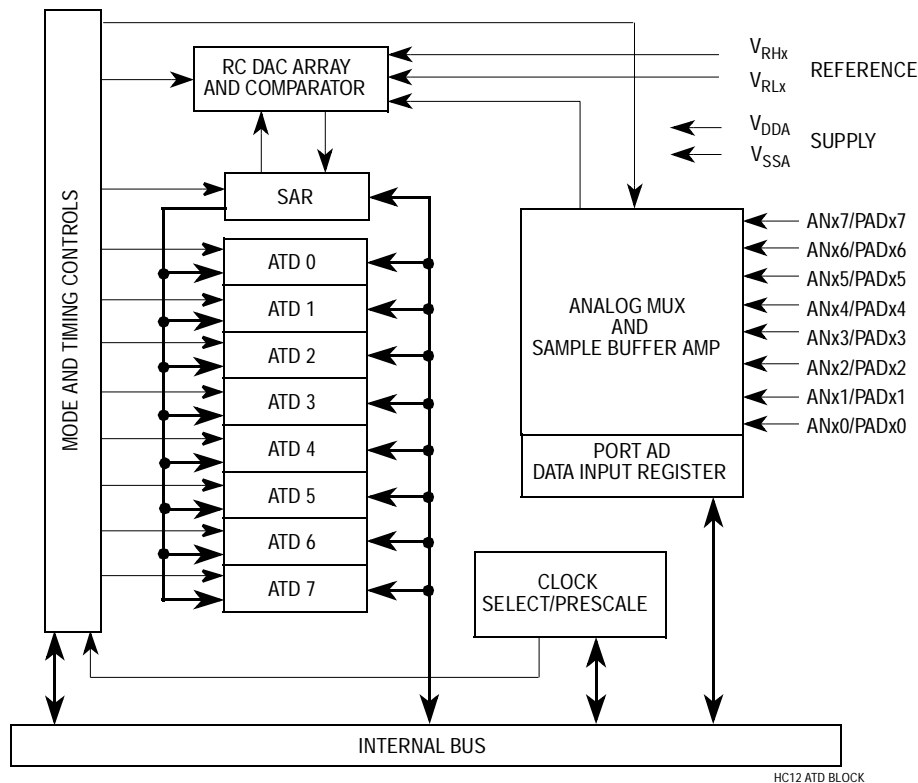 RC DAC ARRAY
AND COMPARATOR
V_RHx
V_RLx
REFERENCE
V_DDA
V_SSA
SUPPLY
MODE AND TIMING CONTROLS
SAR
ATD 0
ATD 1
ATD 2
ATD 3
ATD 4
ATD 5
ATD 6
ATD 7
ANALOG MUX
AND
SAMPLE BUFFER AMP
ANx7/PADx7
ANx6/PADx6
ANx5/PADx5
ANx4/PADx4
ANx3/PADx3
ANx2/PADx2
ANx1/PADx1
ANx0/PADx0
PORT AD
DATA INPUT REGISTER
CLOCK
SELECT/PRESCALE
INTERNAL BUS
HC12 ATD BLOCK